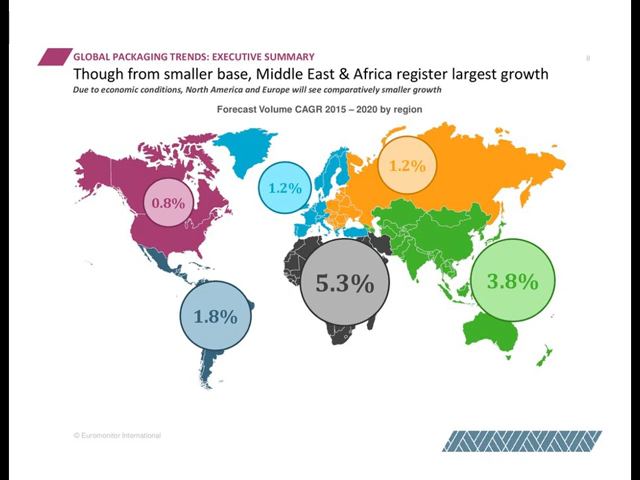 GLOBAL PACKAGING TRENDS: EXECUTIVE SUMMARY
8
Though from smaller base, Middle East & Africa register largest growth
Due to economic conditions, North America and Europe will see comparatively smaller growth
Forecast Volume CAGR 2015 – 2020 by region
1.2%
1.2%
0.8%
5.3%
3.8%
1.8%
© Euromonitor International